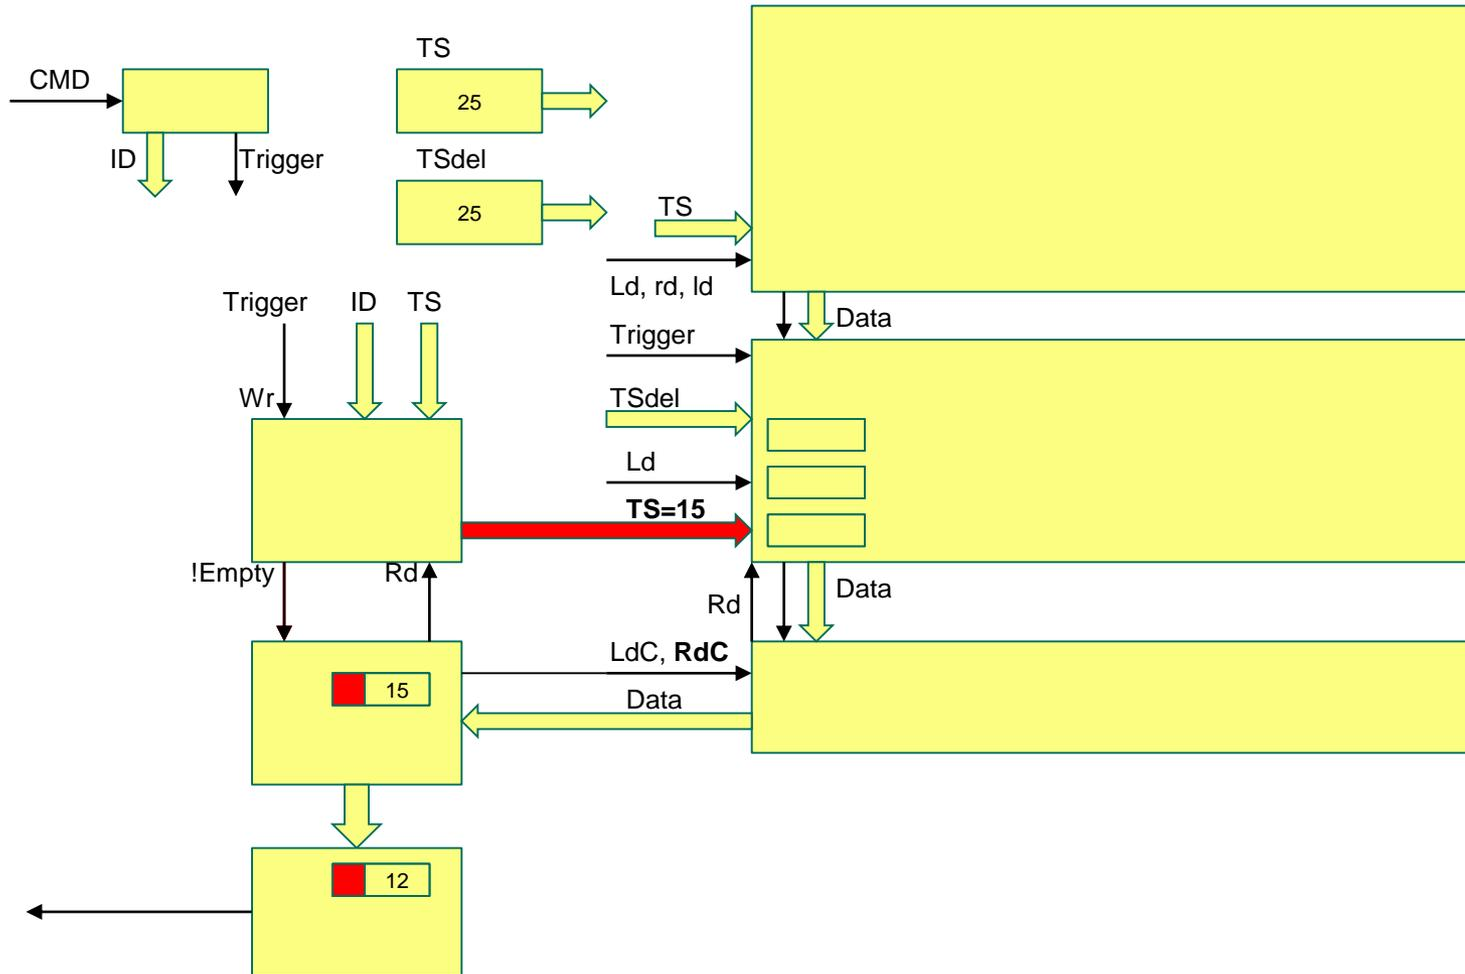 TS
CMD
25
ID
Trigger
TSdel
25
TS
Ld, rd, ld
Trigger
ID
TS
Data
Trigger
Wr
TSdel
Ld
TS=15
!Empty
Rd
Data
Rd
LdC, RdC
15
Data
12